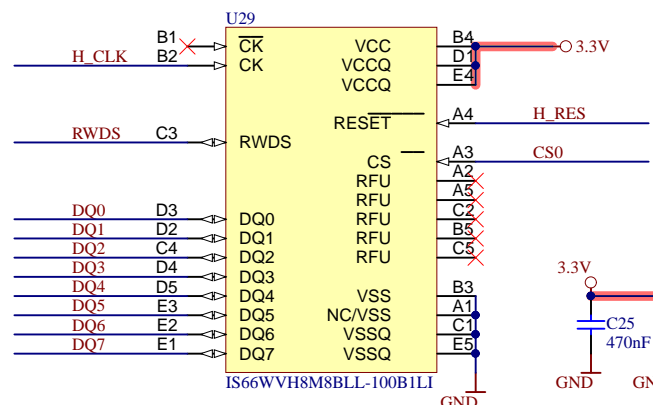 U29
B1 CK VCC B4 3.3V
H_CLK B2 CK VCCQ D1
VCCQ E4
RESET A4 H_RES
RWDS C3 RWDS
CS A3 CS0
RFU A2
RFU A5
DQ0 D3 DQ0 RFU C2
DQ1 D2 DQ1 RFU B5
DQ2 C4 DQ2 RFU C5
DQ3 D4 DQ3 3.3V
DQ4 D5 DQ4 VSS B3
DQ5 E3 DQ5 NC/VSS A1 C25
DQ6 E2 DQ6 VSSQ C1 470nF
DQ7 E1 DQ7 VSSQ E5
IS66WVH8M8BLL-100B1LI GND GN
GND